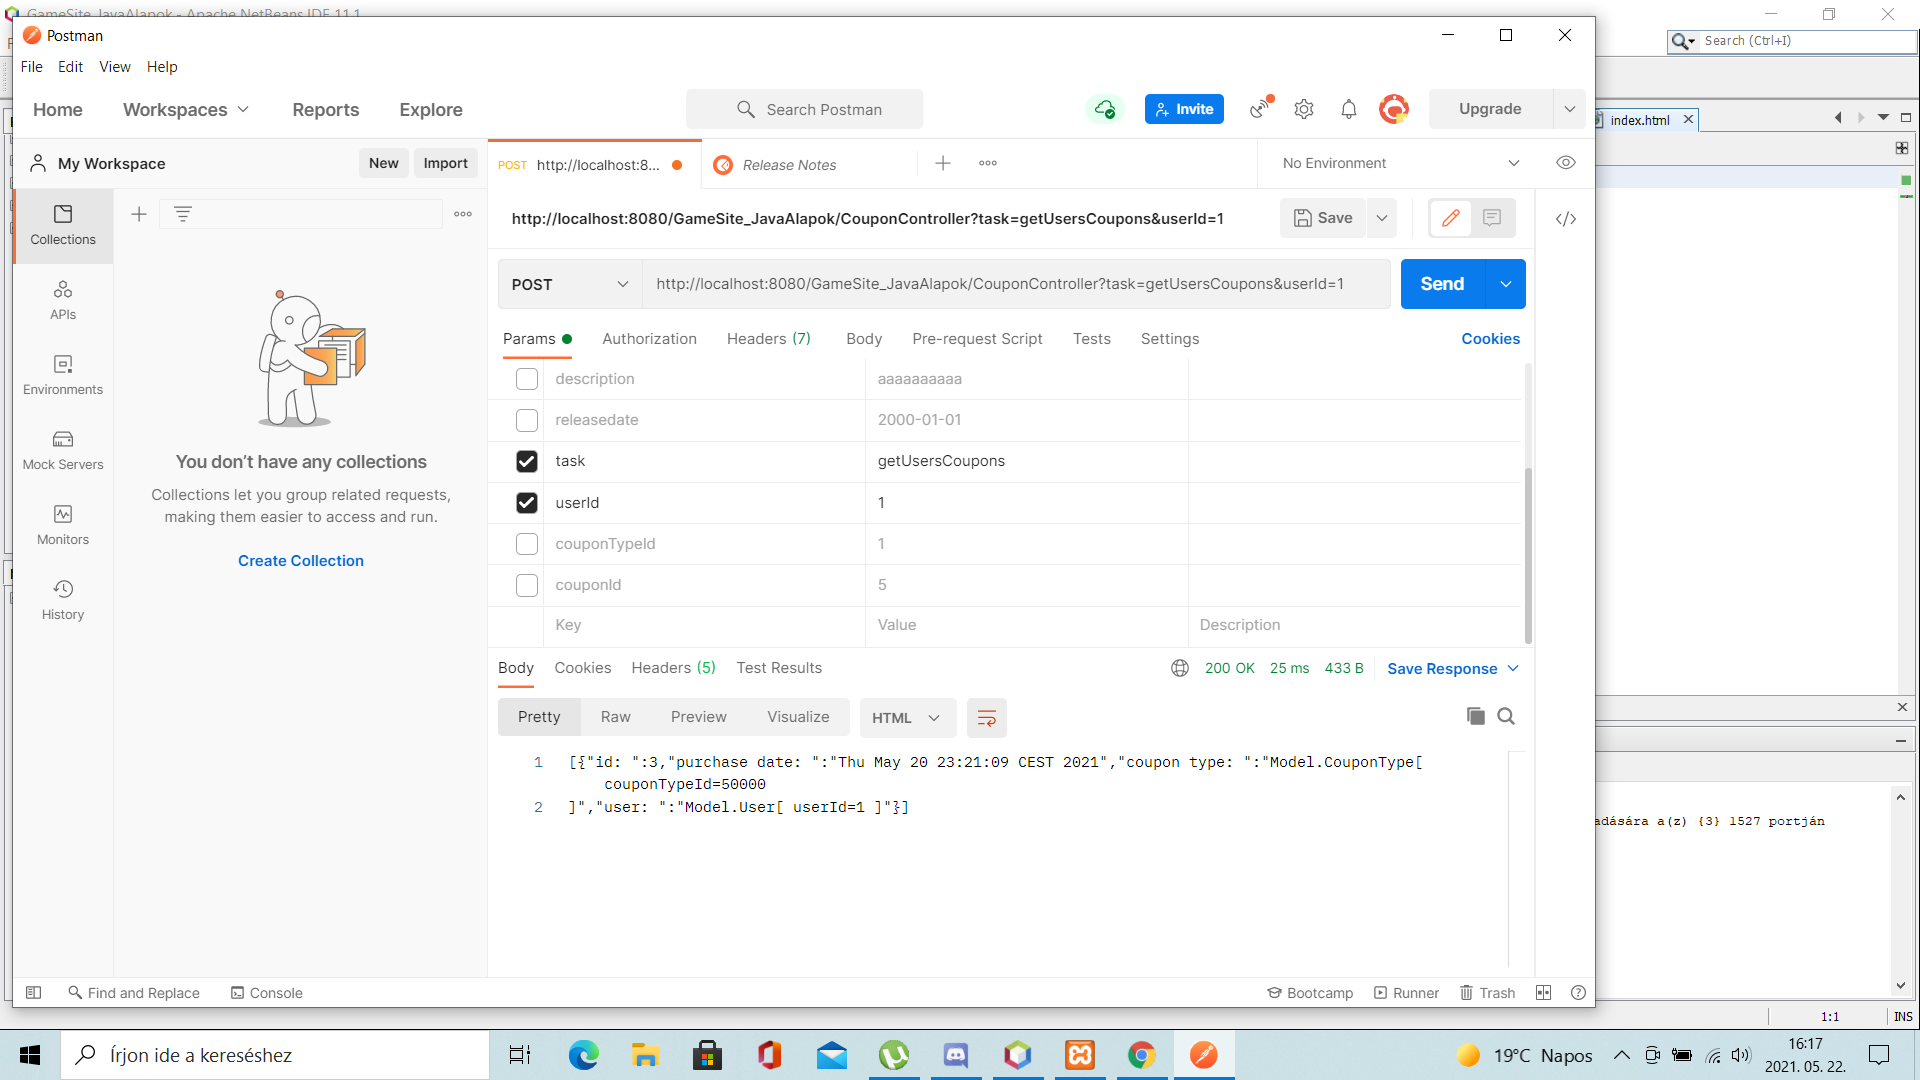 GameSite_JavaAlapok - Apache NetBeans IDE 11.1
Search (Ctrl+I)
index.html
Postman
File Edit View Help
Home Workspaces Reports Explore
Search Postman
Invite
Upgrade
My Workspace
New Import
POST http://localhost:8...
Release Notes
No Environment
http://localhost:8080/GameSite_JavaAlapok/CouponController?task=getUsersCoupons&userId=1
Save
POST http://localhost:8080/GameSite_JavaAlapok/CouponController?task=getUsersCoupons&userId=1
Send
Params Authorization Headers (7) Body Pre-request Script Tests Settings Cookies
description aaaaaaaaaa
releasedate 2000-01-01
task getUsersCoupons
userId 1
couponTypeId 1
couponId 5
Key Value Description
Collections
APIs
Environments
Mock Servers
Monitors
History
You don't have any collections
Collections let you group related requests,
making them easier to access and run.
Create Collection
Body Cookies Headers (5) Test Results
200 OK 25 ms 433 B Save Response
Pretty Raw Preview Visualize HTML
1 [{"id: ":3,"purchase date: ":"Thu May 20 23:21:09 CEST 2021","coupon type: ":"Model.CouponType[
couponTypeId=50000
2 ]","user: ":"Model.User[ userId=1 ]"}]
adására a(z) {3} 1527 portján
Find and Replace Console
Bootcamp Runner Trash
1:1 INS
Írjon ide a kereséshez
19°C Napos
16:17
2021. 05. 22.